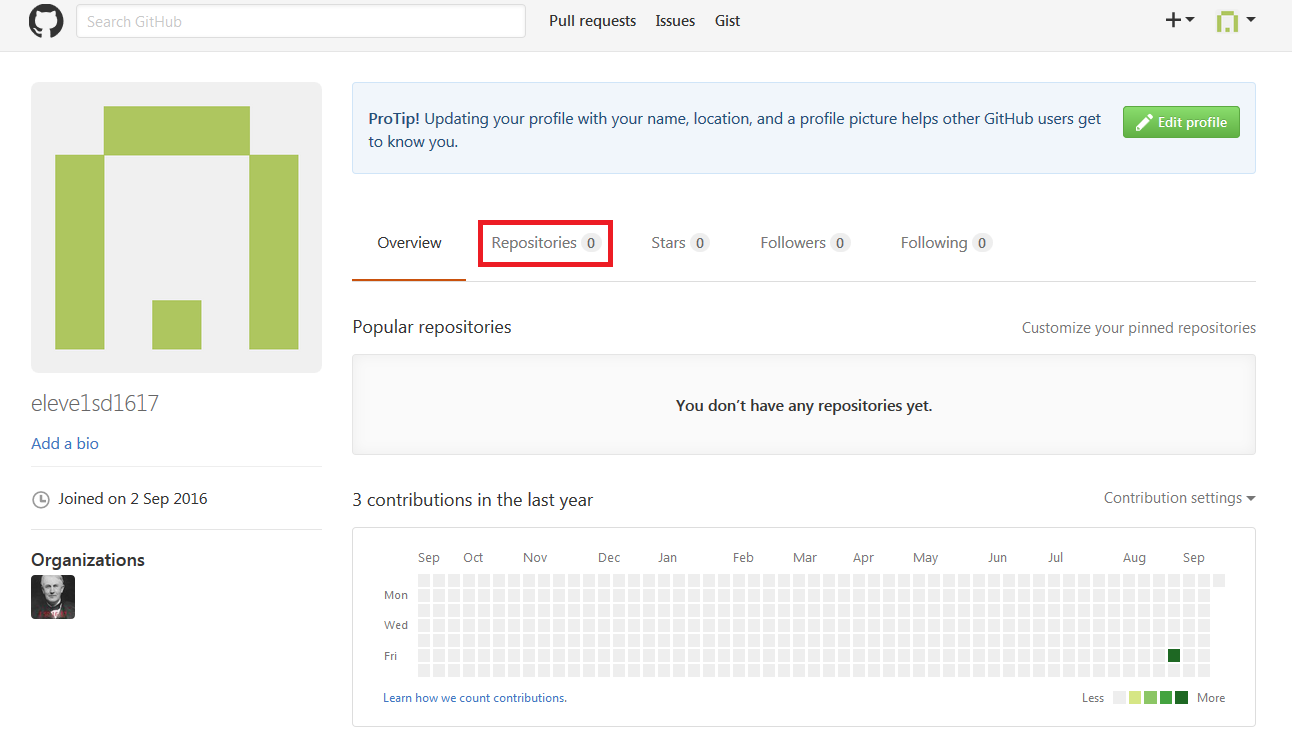 Search GitHub
Pull requests Issues Gist
ProTip! Updating your profile with your name, location, and a profile picture helps other GitHub users get
to know you.
Edit profile
Overview Repositories 0 Stars 0 Followers 0 Following 0
Popular repositories
Customize your pinned repositories
You don’t have any repositories yet.
eleve1sd1617
Add a bio
Joined on 2 Sep 2016
Organizations
3 contributions in the last year
Contribution settings
Sep Oct Nov Dec Jan Feb Mar Apr May Jun Jul Aug Sep
Mon
Wed
Fri
Learn how we count contributions.
Less More